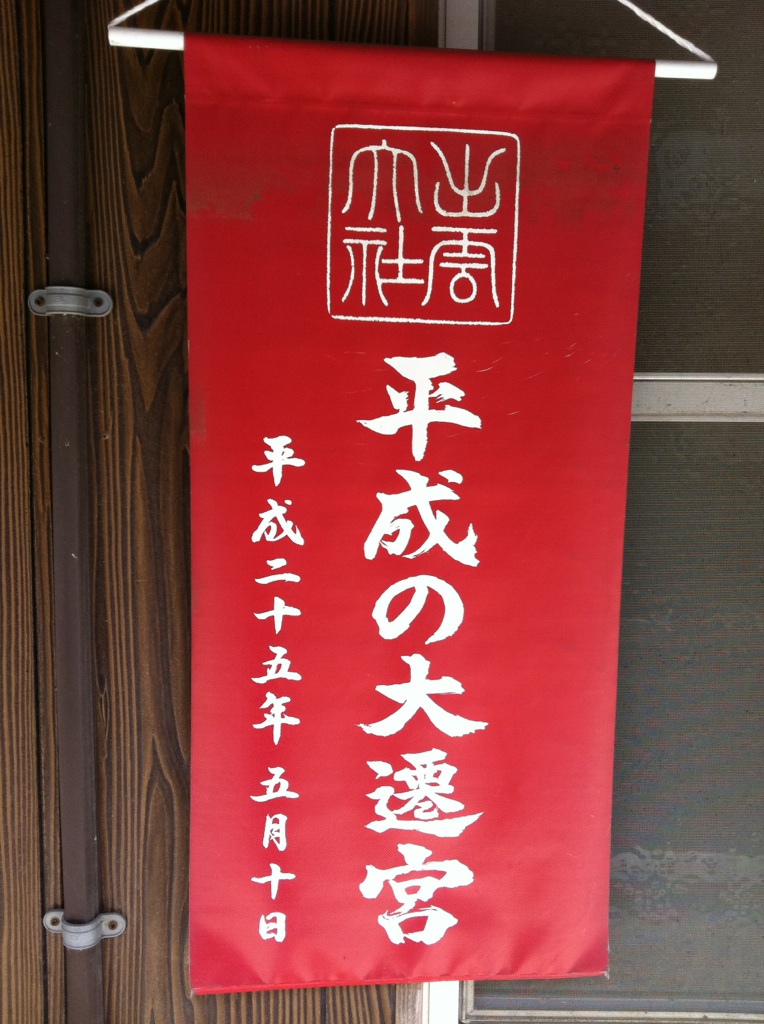 出雲
大社
平成の大遷宮
平成二十五年 五月十日